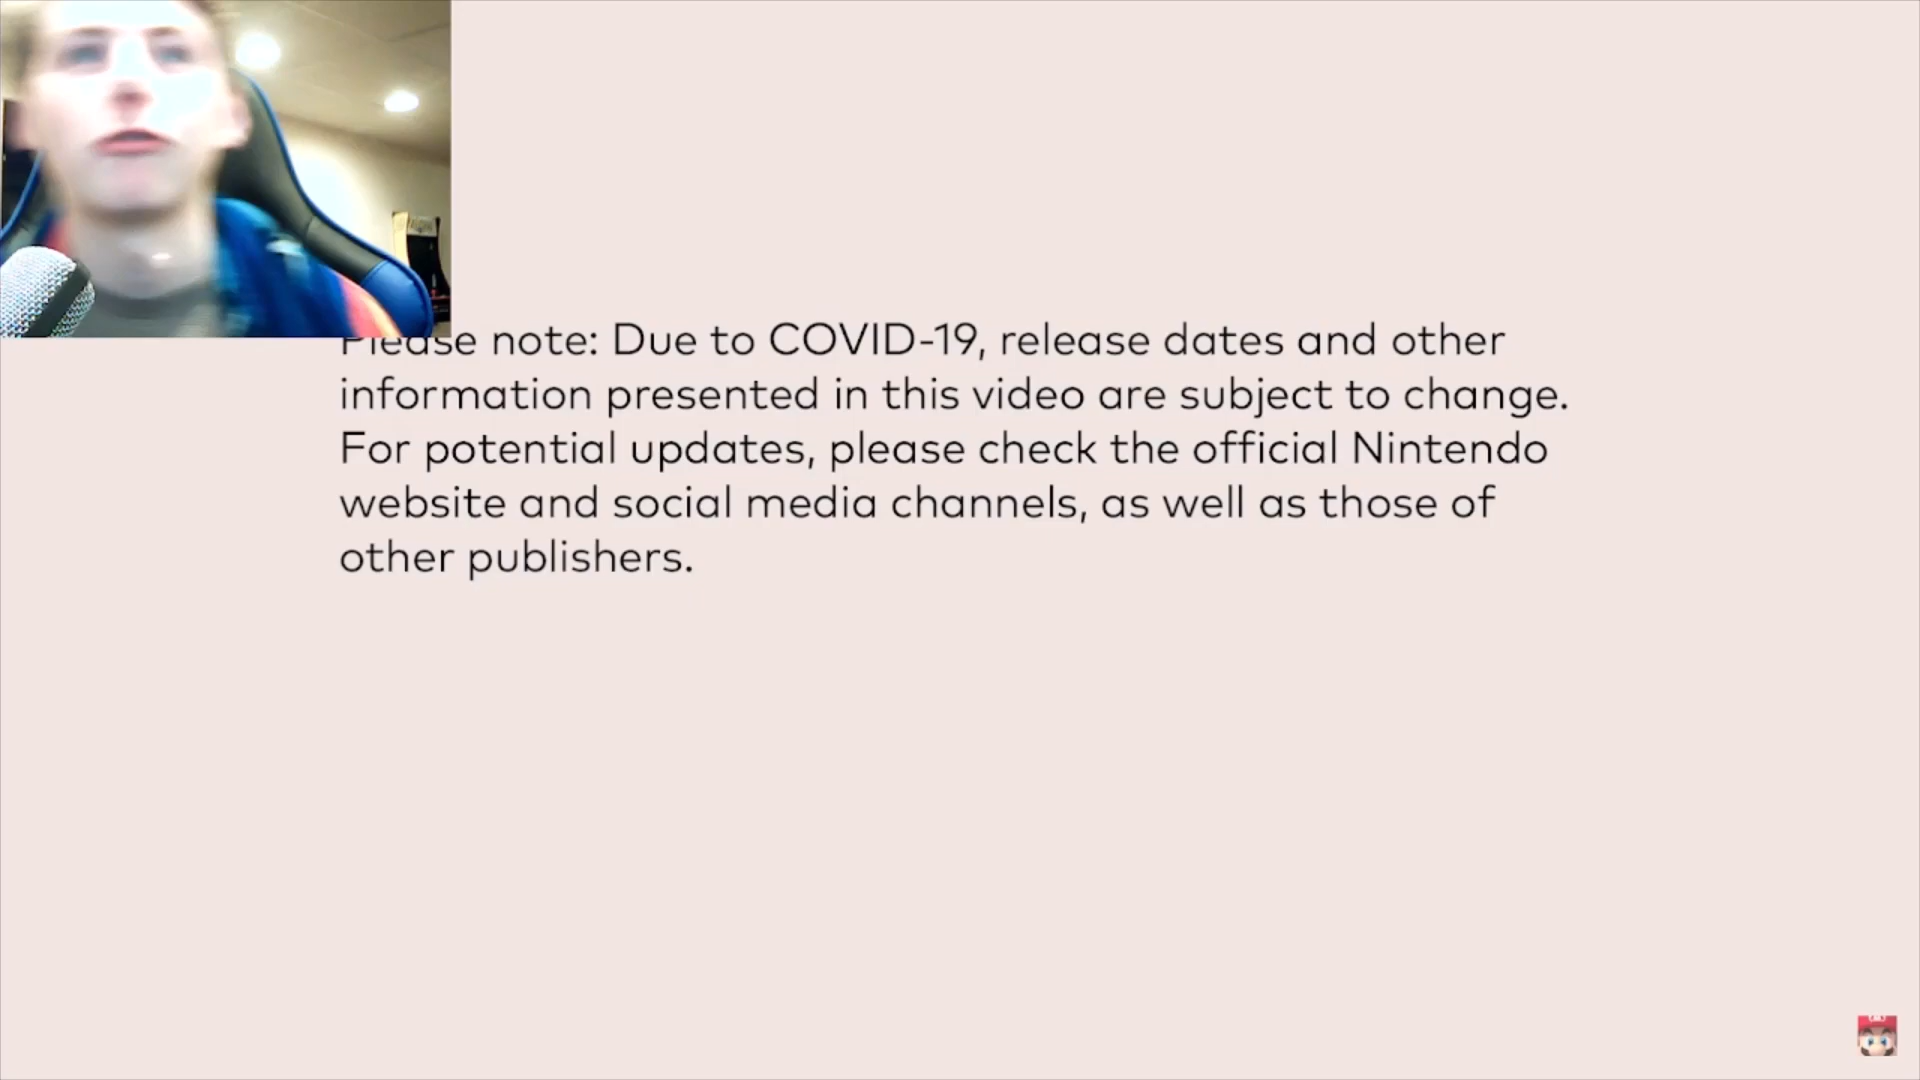 Please note: Due to COVID-19, release dates and other
information presented in this video are subject to change.
For potential updates, please check the official Nintendo
website and social media channels, as well as those of
other publishers.